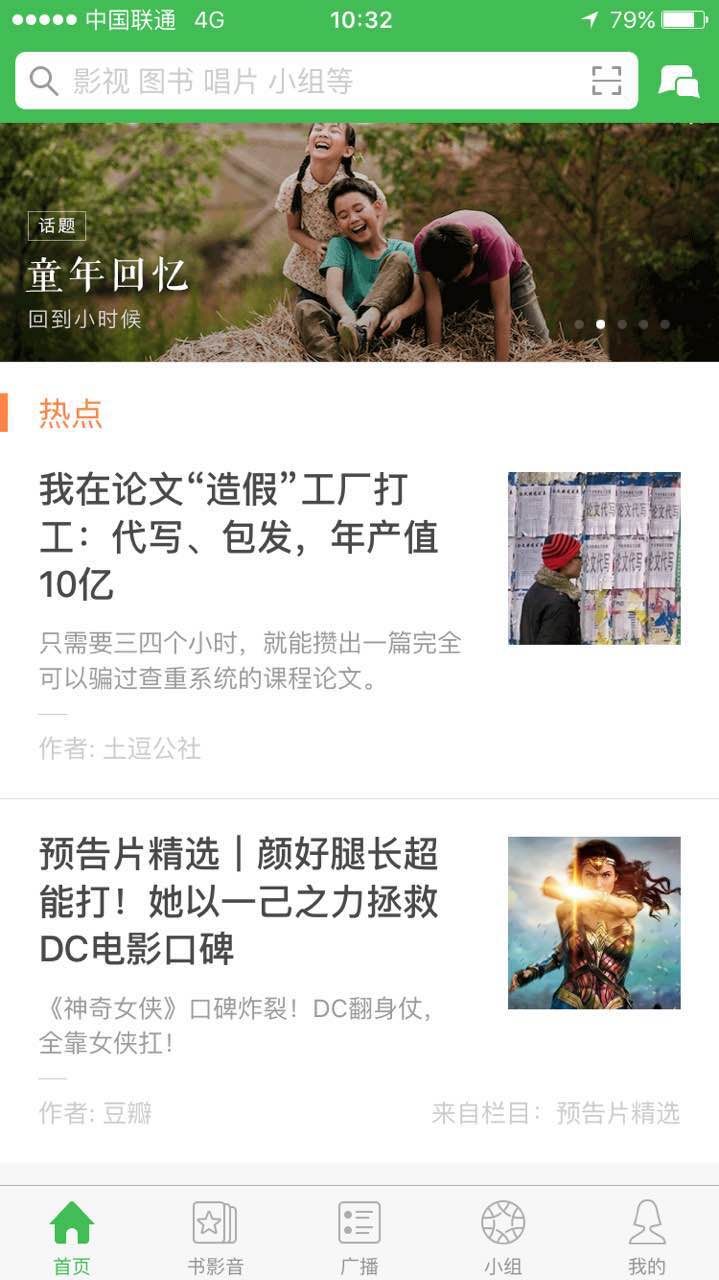 中国联通 4G 10:32 79%
影视 图书 唱片 小组等
话题
童年回忆
回到小时候
热点
我在论文“造假”工厂打
工：代写、包发，年产值
10亿
只需要三四个小时，就能攒出一篇完全
可以骗过查重系统的课程论文。
作者: 土逗公社
论文代写
论文代写
论文代写
论文代写
预告片精选｜颜好腿长超
能打！她以一己之力拯救
DC电影口碑
《神奇女侠》口碑炸裂！DC翻身仗，
全靠女侠扛！
作者: 豆瓣
来自栏目：预告片精选
首页 书影音 广播 小组 我的